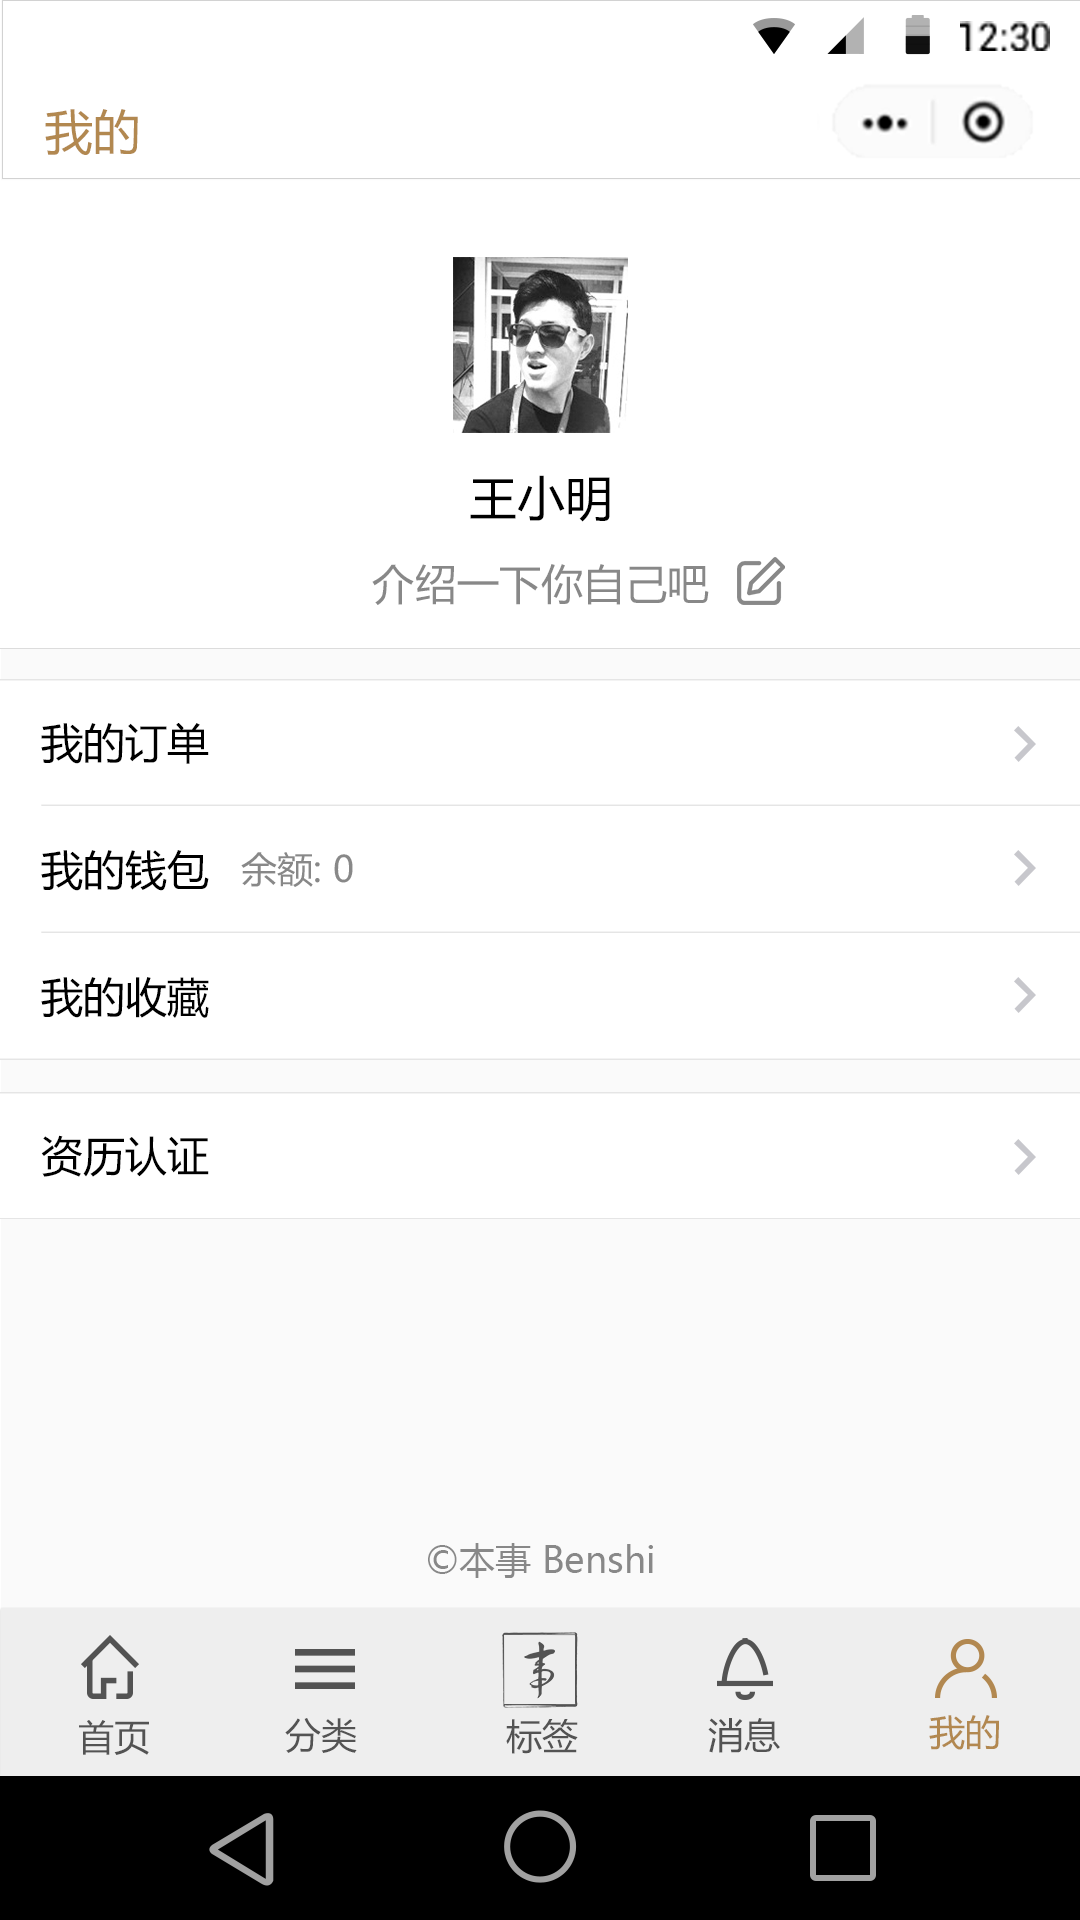 12:30
我的
王小明
介绍一下你自己吧
我的订单
我的钱包 余额: 0
我的收藏
资历认证
©本事 Benshi
事
首页 分类 标签 消息 我的